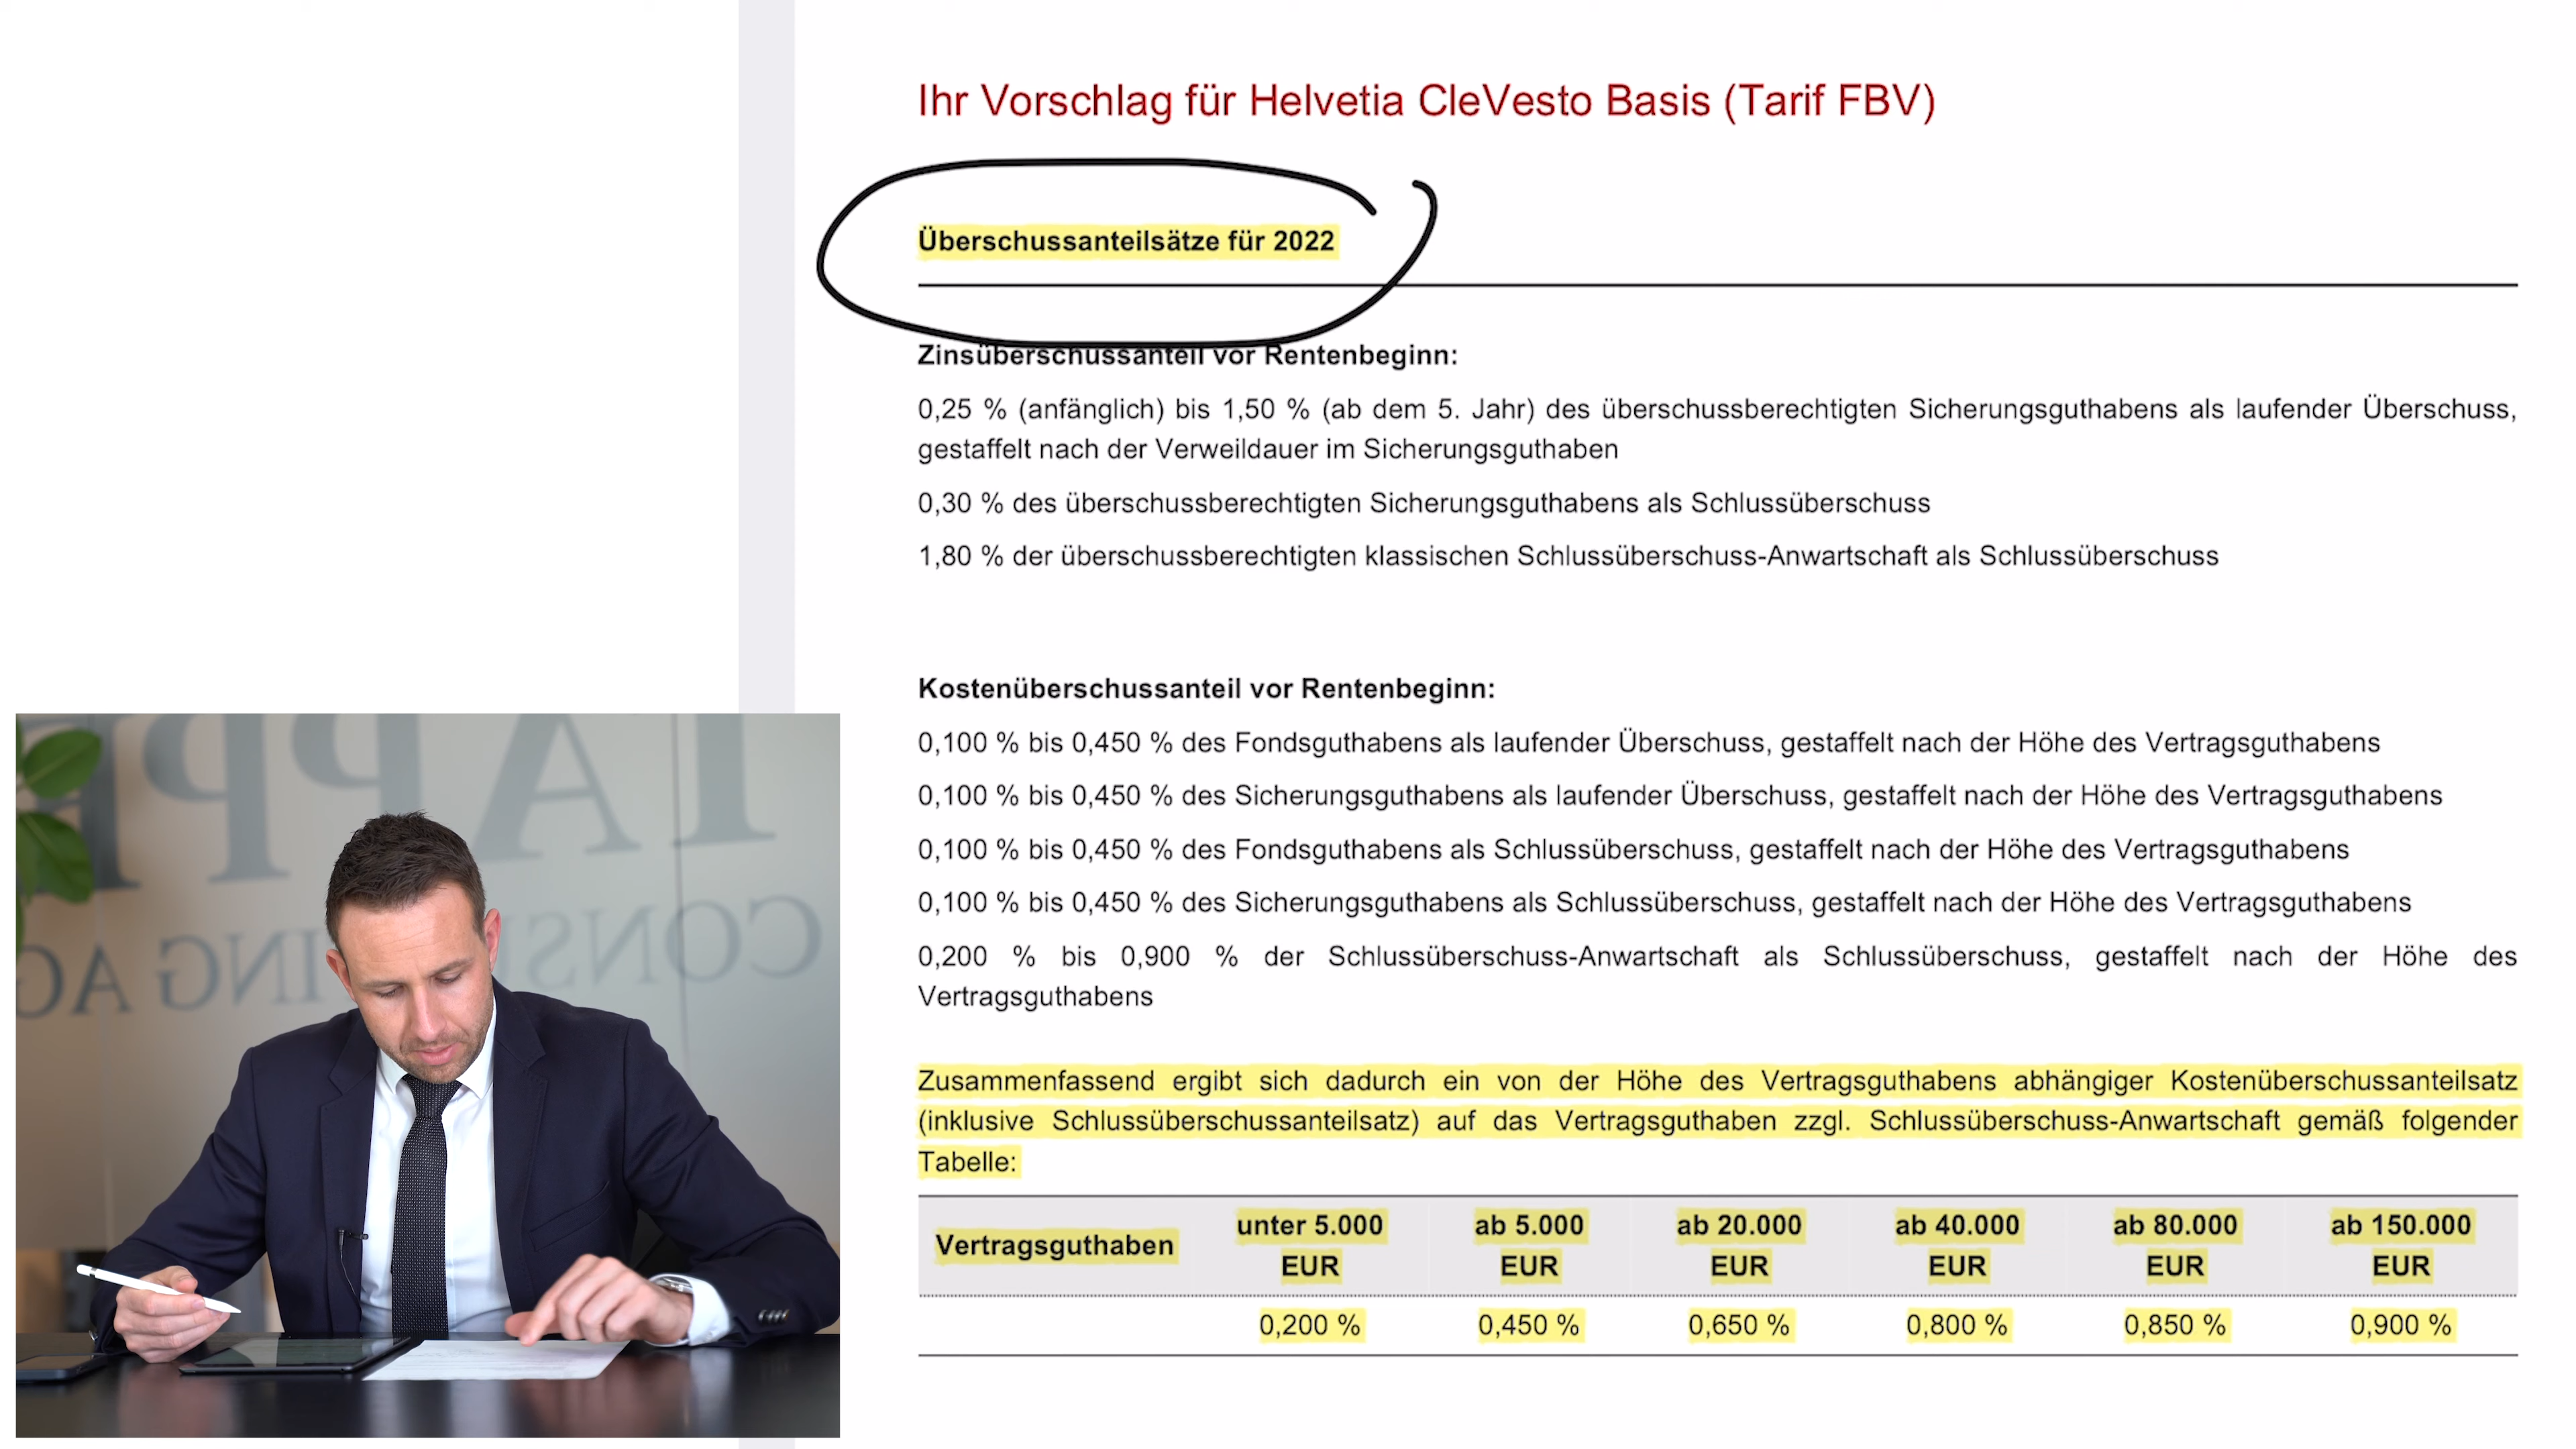 Ihr Vorschlag für Helvetia CleVesto Basis (Tarif FBV)
Überschussanteilsätze für 2022
Zinsüberschussanteil vor Rentenbeginn:
0,25 % (anfänglich) bis 1,50 % (ab dem 5. Jahr) des überschussberechtigten Sicherungsguthabens als laufender Überschuss,
gestaffelt nach der Verweildauer im Sicherungsguthaben
0,30 % des überschussberechtigten Sicherungsguthabens als Schlussüberschuss
1,80 % der überschussberechtigten klassischen Schlussüberschuss-Anwartschaft als Schlussüberschuss
Kostenüberschussanteil vor Rentenbeginn:
0,100 % bis 0,450 % des Fondsguthabens als laufender Überschuss, gestaffelt nach der Höhe des Vertragsguthabens
0,100 % bis 0,450 % des Sicherungsguthabens als laufender Überschuss, gestaffelt nach der Höhe des Vertragsguthabens
0,100 % bis 0,450 % des Fondsguthabens als Schlussüberschuss, gestaffelt nach der Höhe des Vertragsguthabens
0,100 % bis 0,450 % des Sicherungsguthabens als Schlussüberschuss, gestaffelt nach der Höhe des Vertragsguthabens
0,200 % bis 0,900 % der Schlussüberschuss-Anwartschaft als Schlussüberschuss, gestaffelt nach der Höhe des
Vertragsguthabens
Zusammenfassend ergibt sich dadurch ein von der Höhe des Vertragsguthabens abhängiger Kostenüberschussanteilsatz
(inklusive Schlussüberschussanteilsatz) auf das Vertragsguthaben zzgl. Schlussüberschuss-Anwartschaft gemäß folgender
Tabelle:
Vertragsguthaben unter 5.000 EUR ab 5.000 EUR ab 20.000 EUR ab 40.000 EUR ab 80.000 EUR ab 150.000 EUR
0,200 % 0,450 % 0,650 % 0,800 % 0,850 % 0,900 %